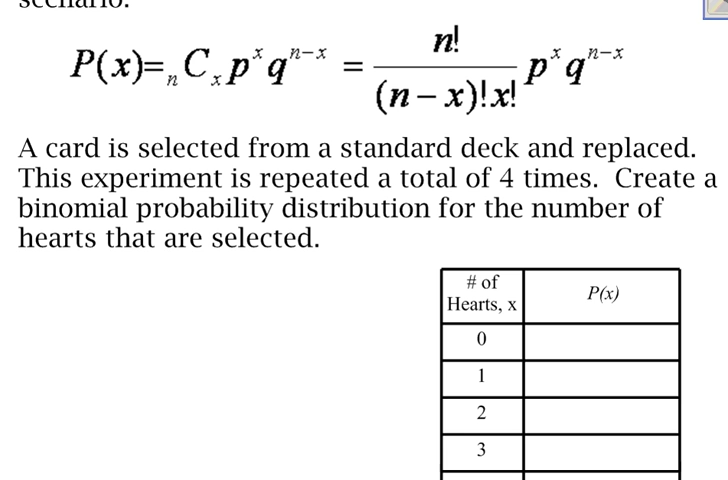 scenario.
P(x)=ₙCₓpˣqⁿ⁻ˣ = n!/((n−x)!x!) pˣqⁿ⁻ˣ
A card is selected from a standard deck and replaced.
This experiment is repeated a total of 4 times. Create a
binomial probability distribution for the number of
hearts that are selected.
# of Hearts, x P(x)
0
1
2
3